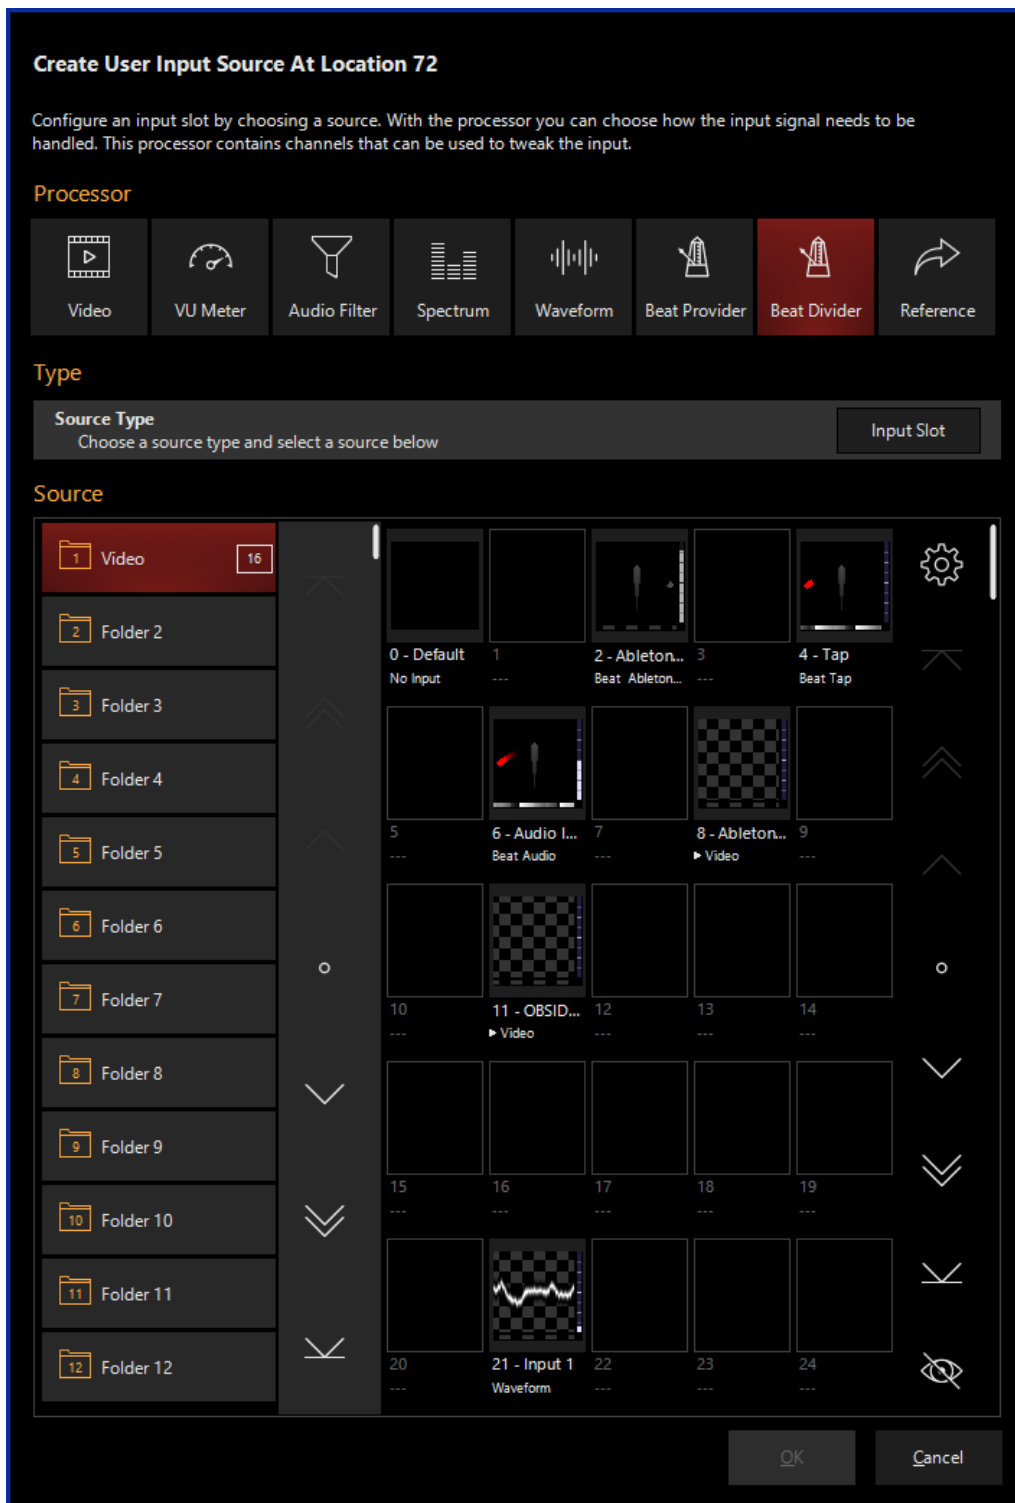 Create User Input Source At Location 72
Configure an input slot by choosing a source. With the processor you can choose how the input signal needs to be
handled. This processor contains channels that can be used to tweak the input.
Processor
Video VU Meter Audio Filter Spectrum Waveform Beat Provider Beat Divider Reference
Type
Source Type
Choose a source type and select a source below
Input Slot
Source
1 Video 16
2 Folder 2
3 Folder 3
4 Folder 4
5 Folder 5
6 Folder 6
7 Folder 7
8 Folder 8
9 Folder 9
10 Folder 10
11 Folder 11
12 Folder 12
0 - Default 1 2 - Ableton... 3 4 - Tap
No Input --- Beat Ableton... --- Beat Tap
5 6 - Audio I... 7 8 - Ableton... 9
--- Beat Audio --- Video ---
10 11 - OBSID... 12 13 14
--- Video --- --- ---
15 16 17 18 19
--- --- --- --- ---
20 21 - Input 1 22 23 24
--- Waveform --- --- ---
OK Cancel